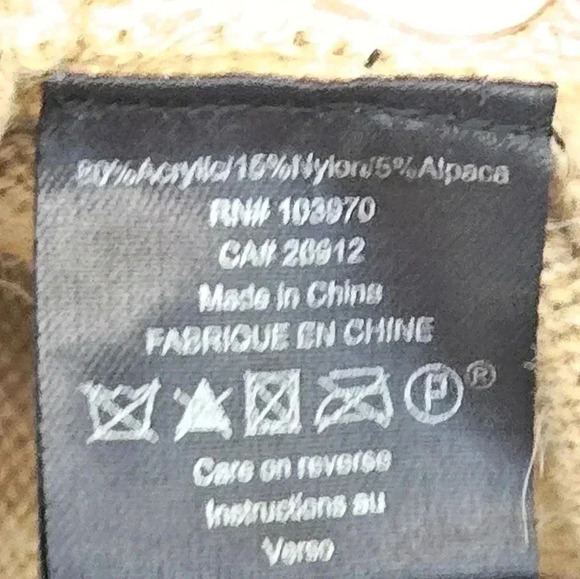 80%Acrylic/15%Nylon/5%Alpaca
RN# 103970
CA# 20612
Made in China
FABRIQUE EN CHINE
P ®
Care on reverse
Instructions au
Verso